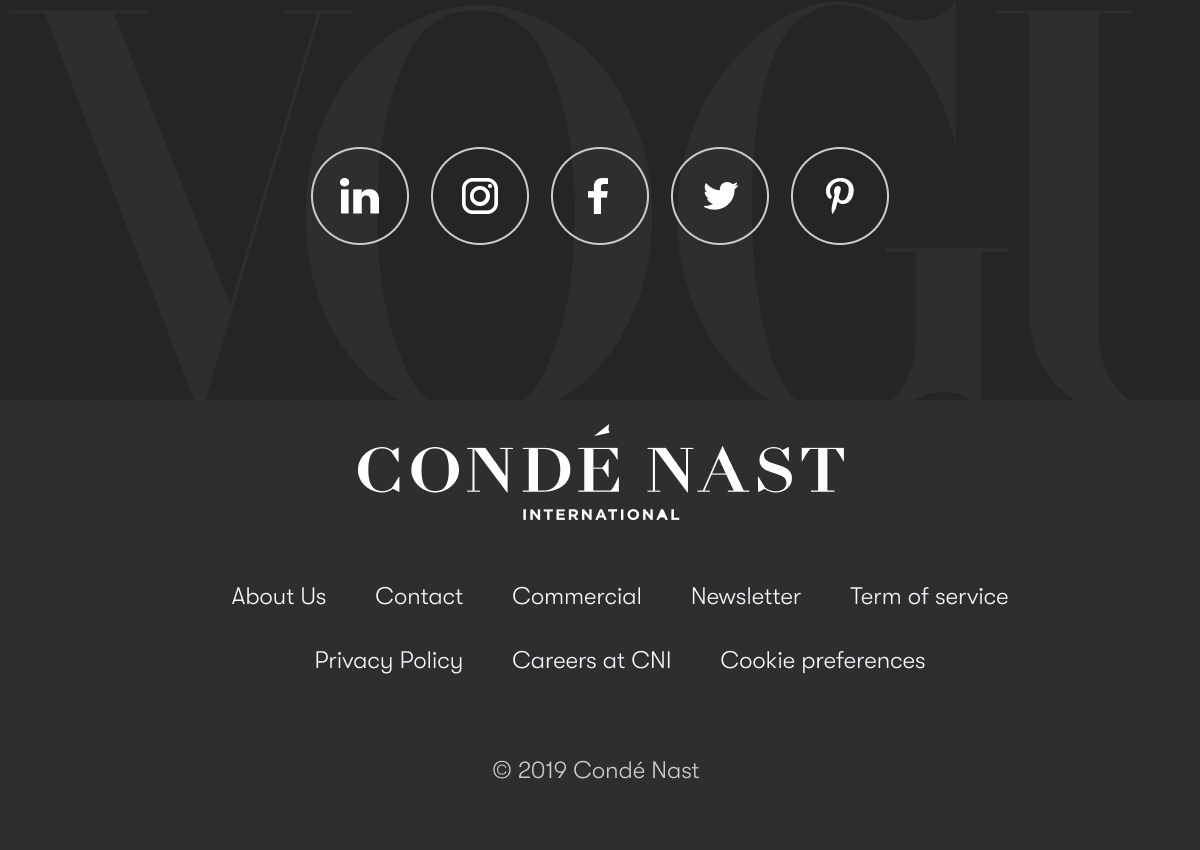 VOGU
in
CONDÉ NAST
INTERNATIONAL
About Us Contact Commercial Newsletter Term of service
Privacy Policy Careers at CNI Cookie preferences
© 2019 Condé Nast